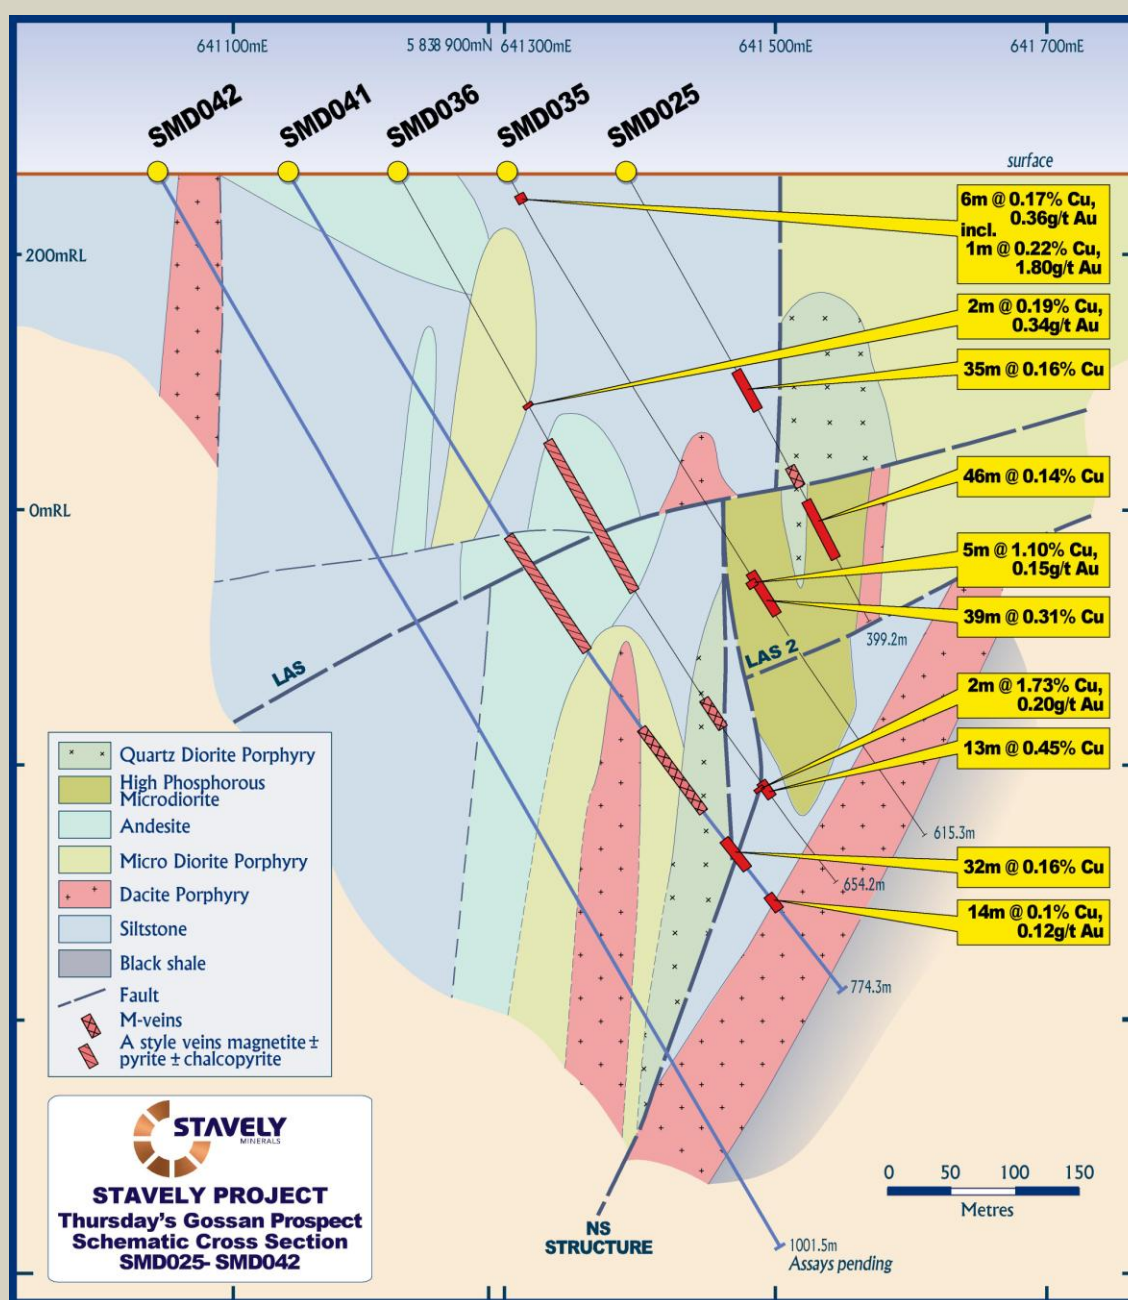 641100mE
5 838 900mN
641300mE
641 500mE
641 700mE
SMD042
SMD041
SMD036
SMD035
SMD025
surface
200mRL
0mRL
6m @ 0.17% Cu,
0.36g/t Au
incl.
1m @ 0.22% Cu,
1.80g/t Au
2m @ 0.19% Cu,
0.34g/t Au
35m @ 0.16% Cu
46m @ 0.14% Cu
5m @ 1.10% Cu,
0.15g/t Au
39m @ 0.31% Cu
2m @ 1.73% Cu,
0.20g/t Au
13m @ 0.45% Cu
32m @ 0.16% Cu
14m @ 0.1% Cu,
0.12g/t Au
LAS
LAS 2
399.2m
615.3m
654.2m
774.3m
1001.5m
Assays pending
NS
STRUCTURE
Quartz Diorite Porphyry
High Phosphorous
Microdiorite
Andesite
Micro Diorite Porphyry
Dacite Porphyry
Siltstone
Black shale
Fault
M-veins
A style veins magnetite ±
pyrite ± chalcopyrite
STAVELY
MINERALS
STAVELY PROJECT
Thursday's Gossan Prospect
Schematic Cross Section
SMD025- SMD042
0 50 100 150
Metres